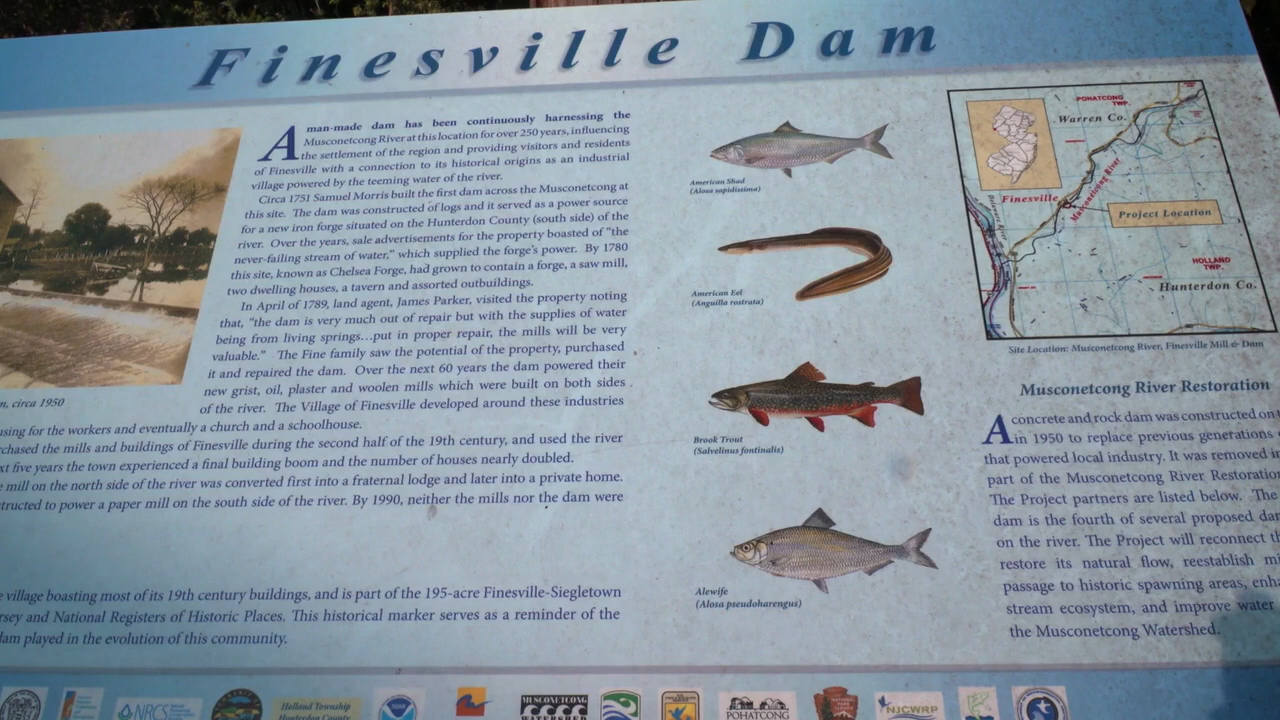 Finesville Dam
A man-made dam has been continuously harnessing the
Musconetcong River at this location for over 250 years, influencing
the settlement of the region and providing visitors and residents
of Finesville with a connection to its historical origins as an industrial
village powered by the teeming water of the river.
Circa 1751 Samuel Morris built the first dam across the Musconetcong at
this site. The dam was constructed of logs and it served as a power source
for a new iron forge situated on the Hunterdon County (south side) of the
river. Over the years, sale advertisements for the property boasted of "the
never-failing stream of water," which supplied the forge's power. By 1780
this site, known as Chelsea Forge, had grown to contain a forge, a saw mill,
two dwelling houses, a tavern and assorted outbuildings.
In April of 1789, land agent, James Parker, visited the property noting
that, "the dam is very much out of repair but with the supplies of water
being from living springs…put in proper repair, the mills will be very
valuable." The Fine family saw the potential of the property, purchased
it and repaired the dam. Over the next 60 years the dam powered their
new grist, oil, plaster and woolen mills which were built on both sides
of the river. The Village of Finesville developed around these industries
circa 1950
for the workers and eventually a church and a schoolhouse.
the mills and buildings of Finesville during the second half of the 19th century, and used the river
five years the town experienced a final building boom and the number of houses nearly doubled.
mill on the north side of the river was converted first into a fraternal lodge and later into a private home.
to power a paper mill on the south side of the river. By 1990, neither the mills nor the dam were
village boasting most of its 19th century buildings, and is part of the 195-acre Finesville-Siegletown
and National Registers of Historic Places. This historical marker serves as a reminder of the
played in the evolution of this community.
American Shad
(Alosa sapidissima)
American Eel
(Anguilla rostrata)
Brook Trout
(Salvelinus fontinalis)
Alewife
(Alosa pseudoharengus)
POHATCONG
TWP.
Warren Co.
Finesville
Musconetcong River
Project Location
HOLLAND
TWP.
Hunterdon Co.
Site Location: Musconetcong River, Finesville Mill & Dam
Musconetcong River Restoration
A concrete and rock dam was constructed on
in 1950 to replace previous generations
that powered local industry. It was removed
part of the Musconetcong River Restoration
The Project partners are listed below. The
dam is the fourth of several proposed
on the river. The Project will reconnect
restore its natural flow, reestablish
passage to historic spawning areas,
stream ecosystem, and improve water
the Musconetcong Watershed.
NRCS
Holland Township
Hunterdon County
NOAA
MUSCONETCONG
WATERSHED
POHATCONG
NJCWRP